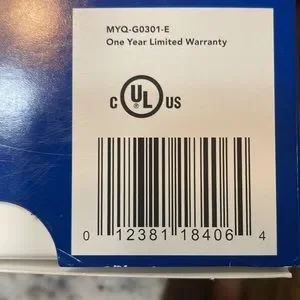 MYQ-G0301-E
One Year Limited Warranty
C UL ® US
0 12381 18406 4